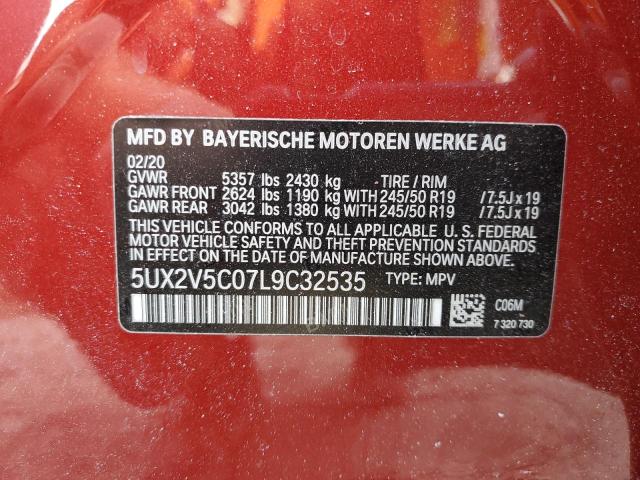 MFD BY BAYERISCHE MOTOREN WERKE AG
02/20
GVWR 5357 lbs 2430 kg TIRE / RIM
GAWR FRONT 2624 lbs 1190 kg WITH 245/50 R19 /7.5J x 19
GAWR REAR 3042 lbs 1380 kg WITH 245/50 R19 /7.5J x 19
THIS VEHICLE CONFORMS TO ALL APPLICABLE U. S. FEDERAL
MOTOR VEHICLE SAFETY AND THEFT PREVENTION STANDARDS
IN EFFECT ON THE DATE OF MANUFACTURE SHOWN ABOVE.
5UX2V5C07L9C32535 TYPE: MPV
C06M
7 320 730